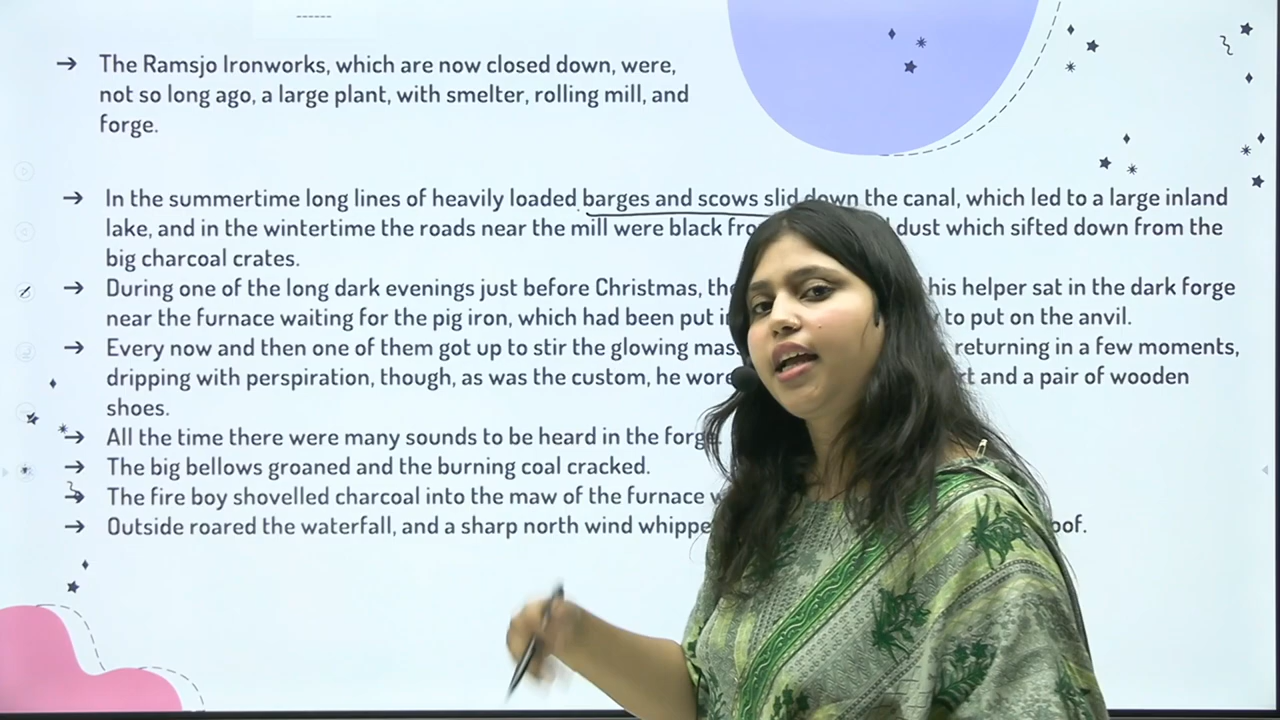 → The Ramsjo Ironworks, which are now closed down, were,
not so long ago, a large plant, with smelter, rolling mill, and
forge.
→ In the summertime long lines of heavily loaded barges and scows slid down the canal, which led to a large inland
lake, and in the wintertime the roads near the mill were black dust which sifted down from the
big charcoal crates.
→ During one of the long dark evenings just before Christmas, his helper sat in the dark forge
near the furnace waiting for the pig iron, which had been put to put on the anvil.
→ Every now and then one of them got up to stir the glowing returning in a few moments,
dripping with perspiration, though, as was the custom, he wore and a pair of wooden
shoes.
→ All the time there were many sounds to be heard in the forge.
→ The big bellows groaned and the burning coal cracked.
→ The fire boy shovelled charcoal into the maw of the furnace
→ Outside roared the waterfall, and a sharp north wind